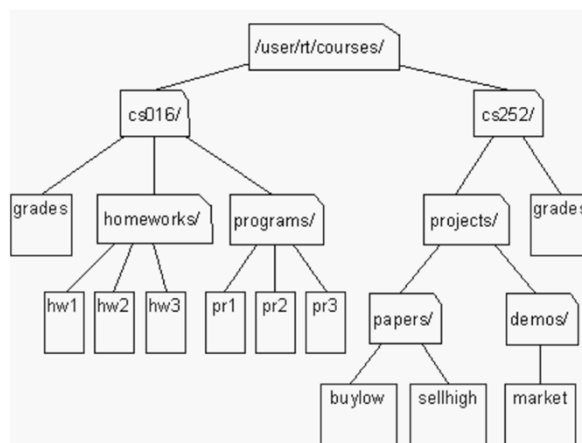 /user/rt/courses/
cs016/
cs252/
grades
homeworks/
programs/
projects/
grades
hw1
hw2
hw3
pr1
pr2
pr3
papers/
demos/
buylow
sellhigh
market